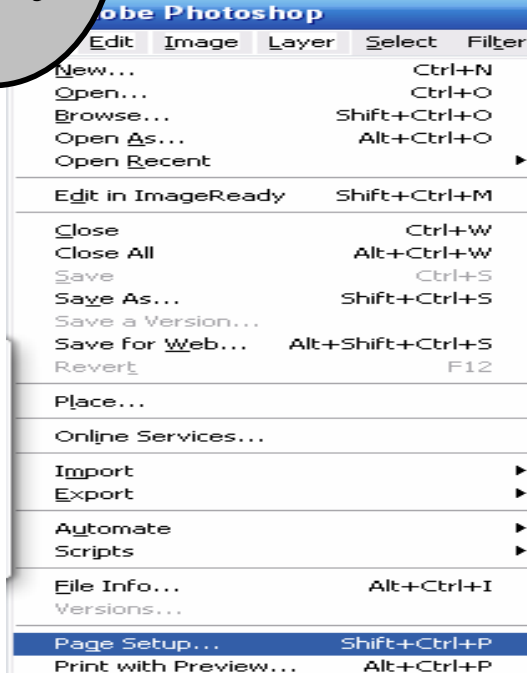 obe Photoshop
Edit Image Layer Select Filter
New... Ctrl+N
Open... Ctrl+O
Browse... Shift+Ctrl+O
Open As... Alt+Ctrl+O
Open Recent
Edit in ImageReady Shift+Ctrl+M
Close Ctrl+W
Close All Alt+Ctrl+W
Save Ctrl+S
Save As... Shift+Ctrl+S
Save a Version...
Save for Web... Alt+Shift+Ctrl+S
Revert F12
Place...
Online Services...
Import
Export
Automate
Scripts
File Info... Alt+Ctrl+I
Versions...
Page Setup... Shift+Ctrl+P
Print with Preview... Alt+Ctrl+P